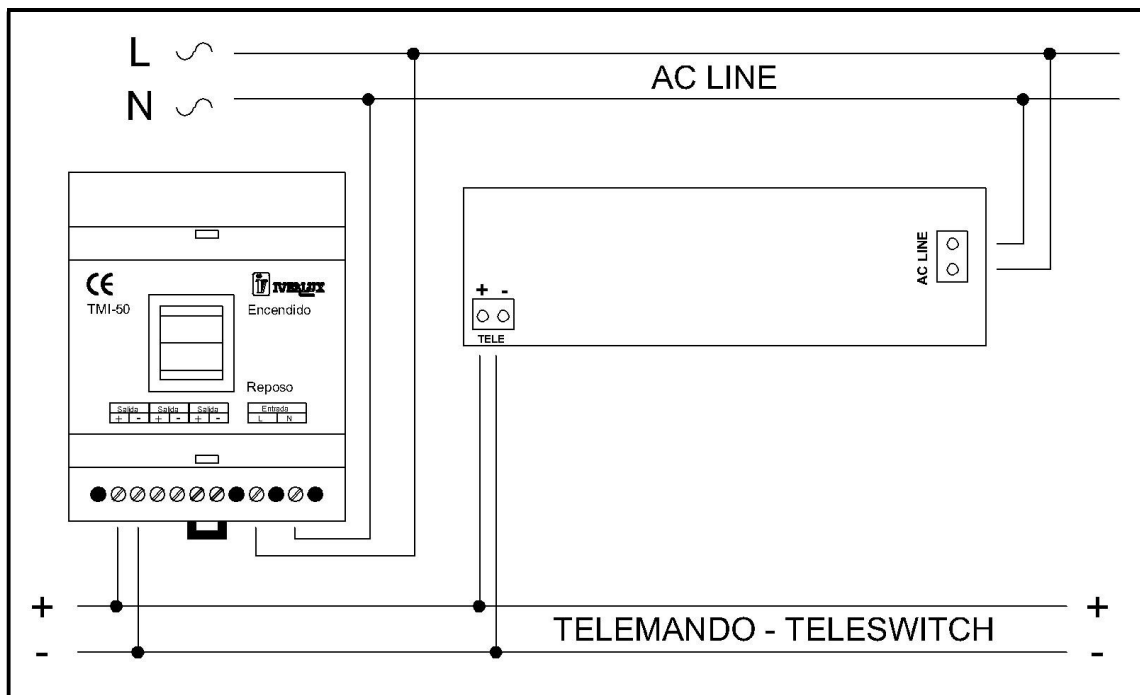 L
AC LINE
N
CE
IVERLUX
TMI-50
Encendido
Reposo
Salida Salida Salida
+ - + - + -
Entrada
L N
AC LINE
+ -
TELE
+ +
TELEMANDO - TELESWITCH
- -